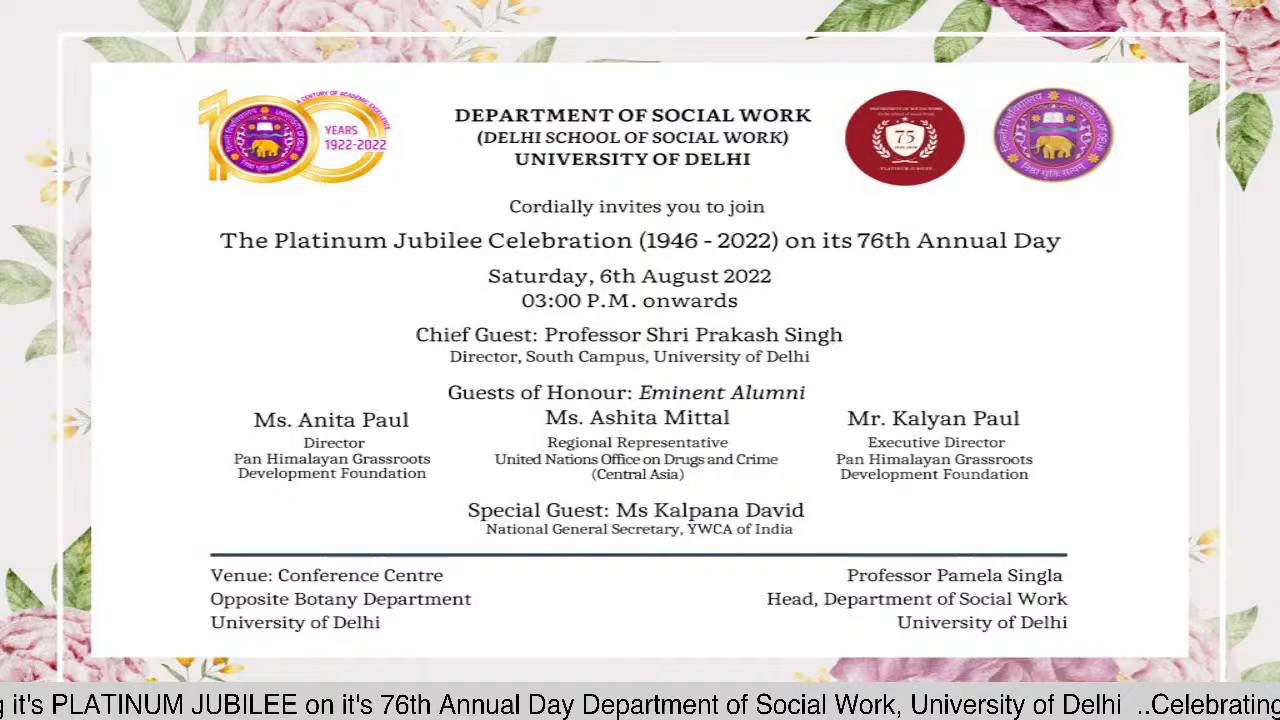 A CENTURY OF ACADEMIC EXCELLENCE
YEARS
1922-2022
DEPARTMENT OF SOCIAL WORK
(DELHI SCHOOL OF SOCIAL WORK)
UNIVERSITY OF DELHI
75
PLATINUM JUBILEE
Cordially invites you to join
The Platinum Jubilee Celebration (1946 - 2022) on its 76th Annual Day
Saturday, 6th August 2022
03:00 P.M. onwards
Chief Guest: Professor Shri Prakash Singh
Director, South Campus, University of Delhi
Guests of Honour: Eminent Alumni
Ms. Anita Paul
Director
Pan Himalayan Grassroots
Development Foundation
Ms. Ashita Mittal
Regional Representative
United Nations Office on Drugs and Crime
(Central Asia)
Mr. Kalyan Paul
Executive Director
Pan Himalayan Grassroots
Development Foundation
Special Guest: Ms Kalpana David
National General Secretary, YWCA of India
Venue: Conference Centre
Opposite Botany Department
University of Delhi
Professor Pamela Singla
Head, Department of Social Work
University of Delhi
it's PLATINUM JUBILEE on it's 76th Annual Day Department of Social Work, University of Delhi ..Celebrating